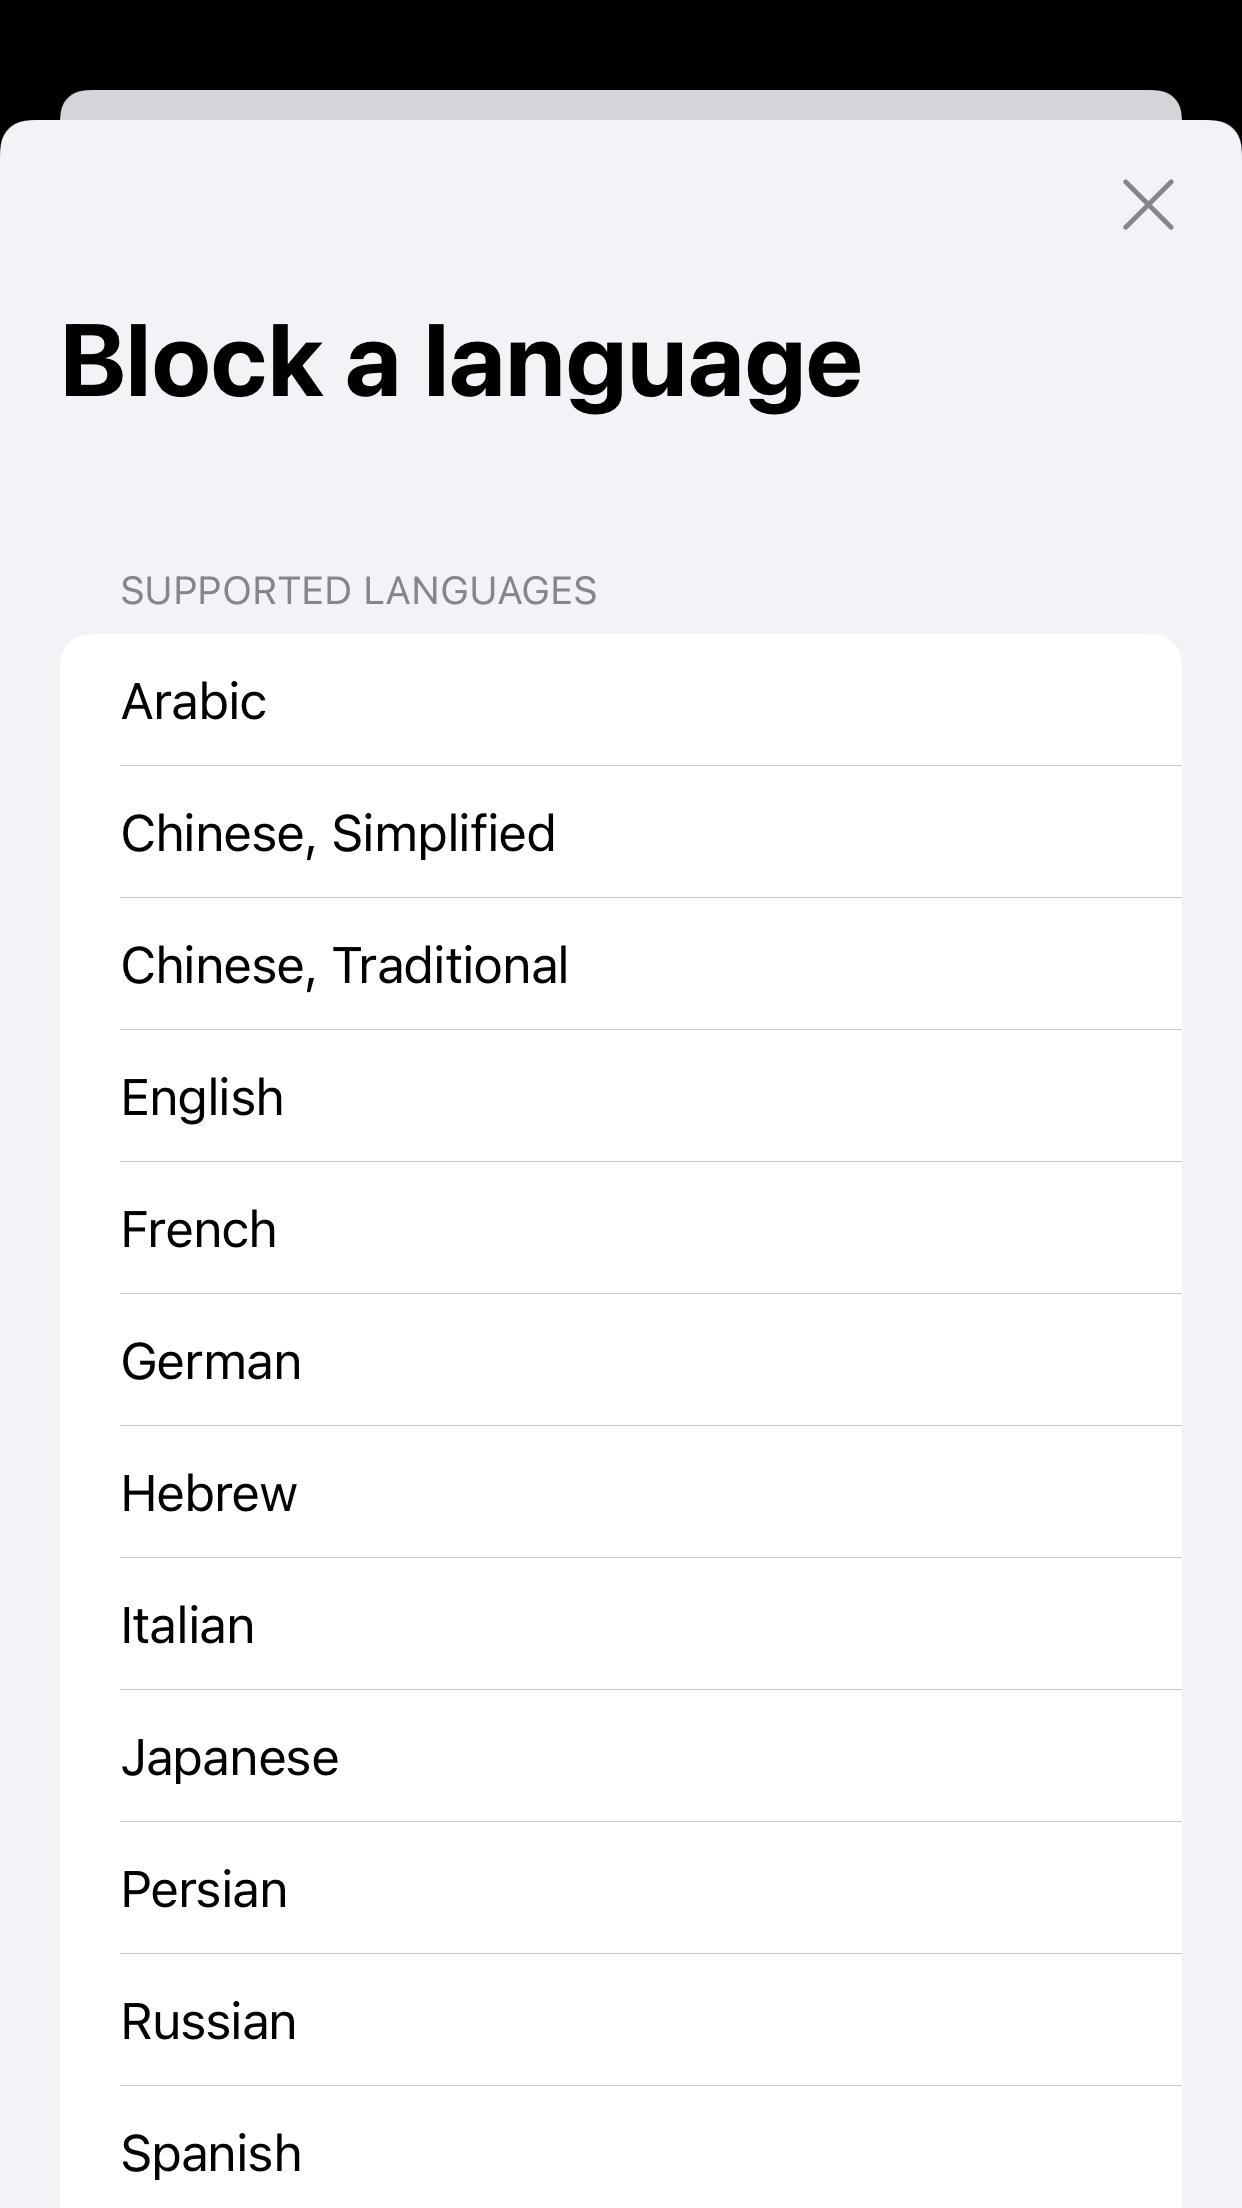 Block a language
SUPPORTED LANGUAGES
Arabic
Chinese, Simplified
Chinese, Traditional
English
French
German
Hebrew
Italian
Japanese
Persian
Russian
Spanish